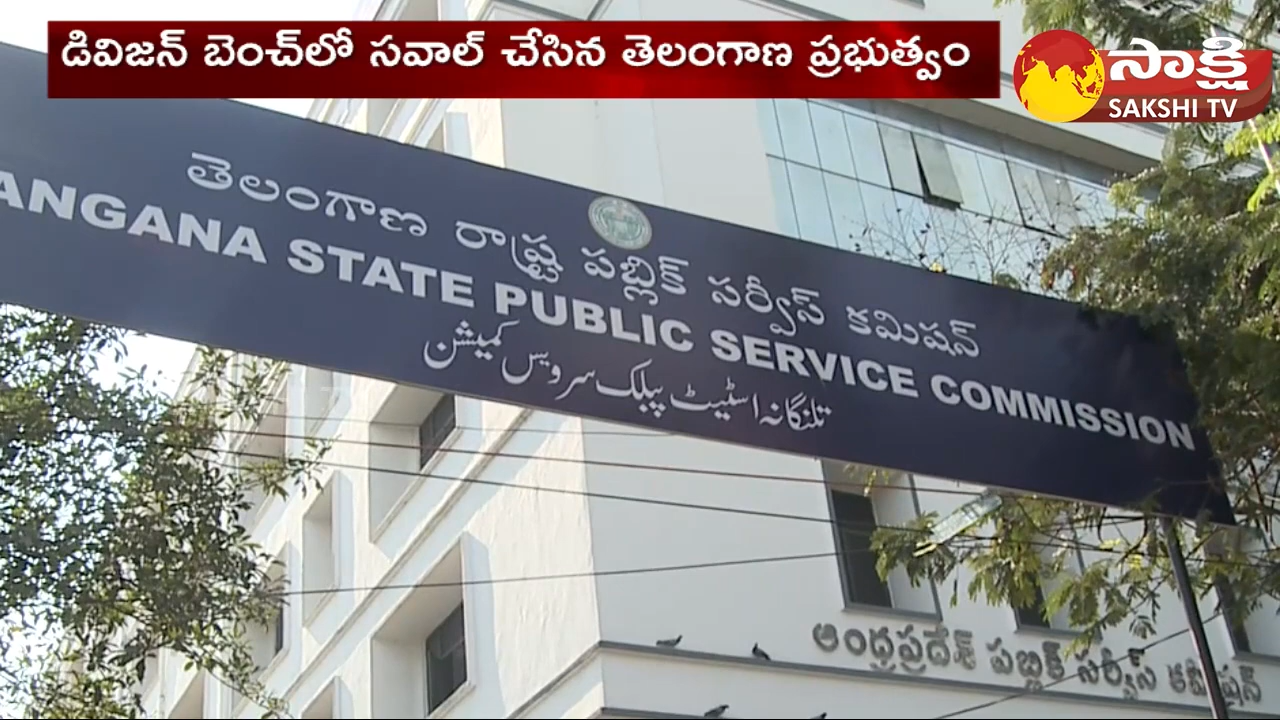 డివిజన్ బెంచ్‌లో సవాల్ చేసిన తెలంగాణ ప్రభుత్వం
సాక్షి
SAKSHI TV
తెలంగాణ రాష్ట్ర పబ్లిక్ సర్వీస్ కమిషన్
ANGANA STATE PUBLIC SERVICE COMMISSION
تلنگانہ اسٹیٹ پبلک سرویس کمیشن
ఆంధ్రప్రదేశ్ పబ్లిక్ సర్వీస్ కమీషన్